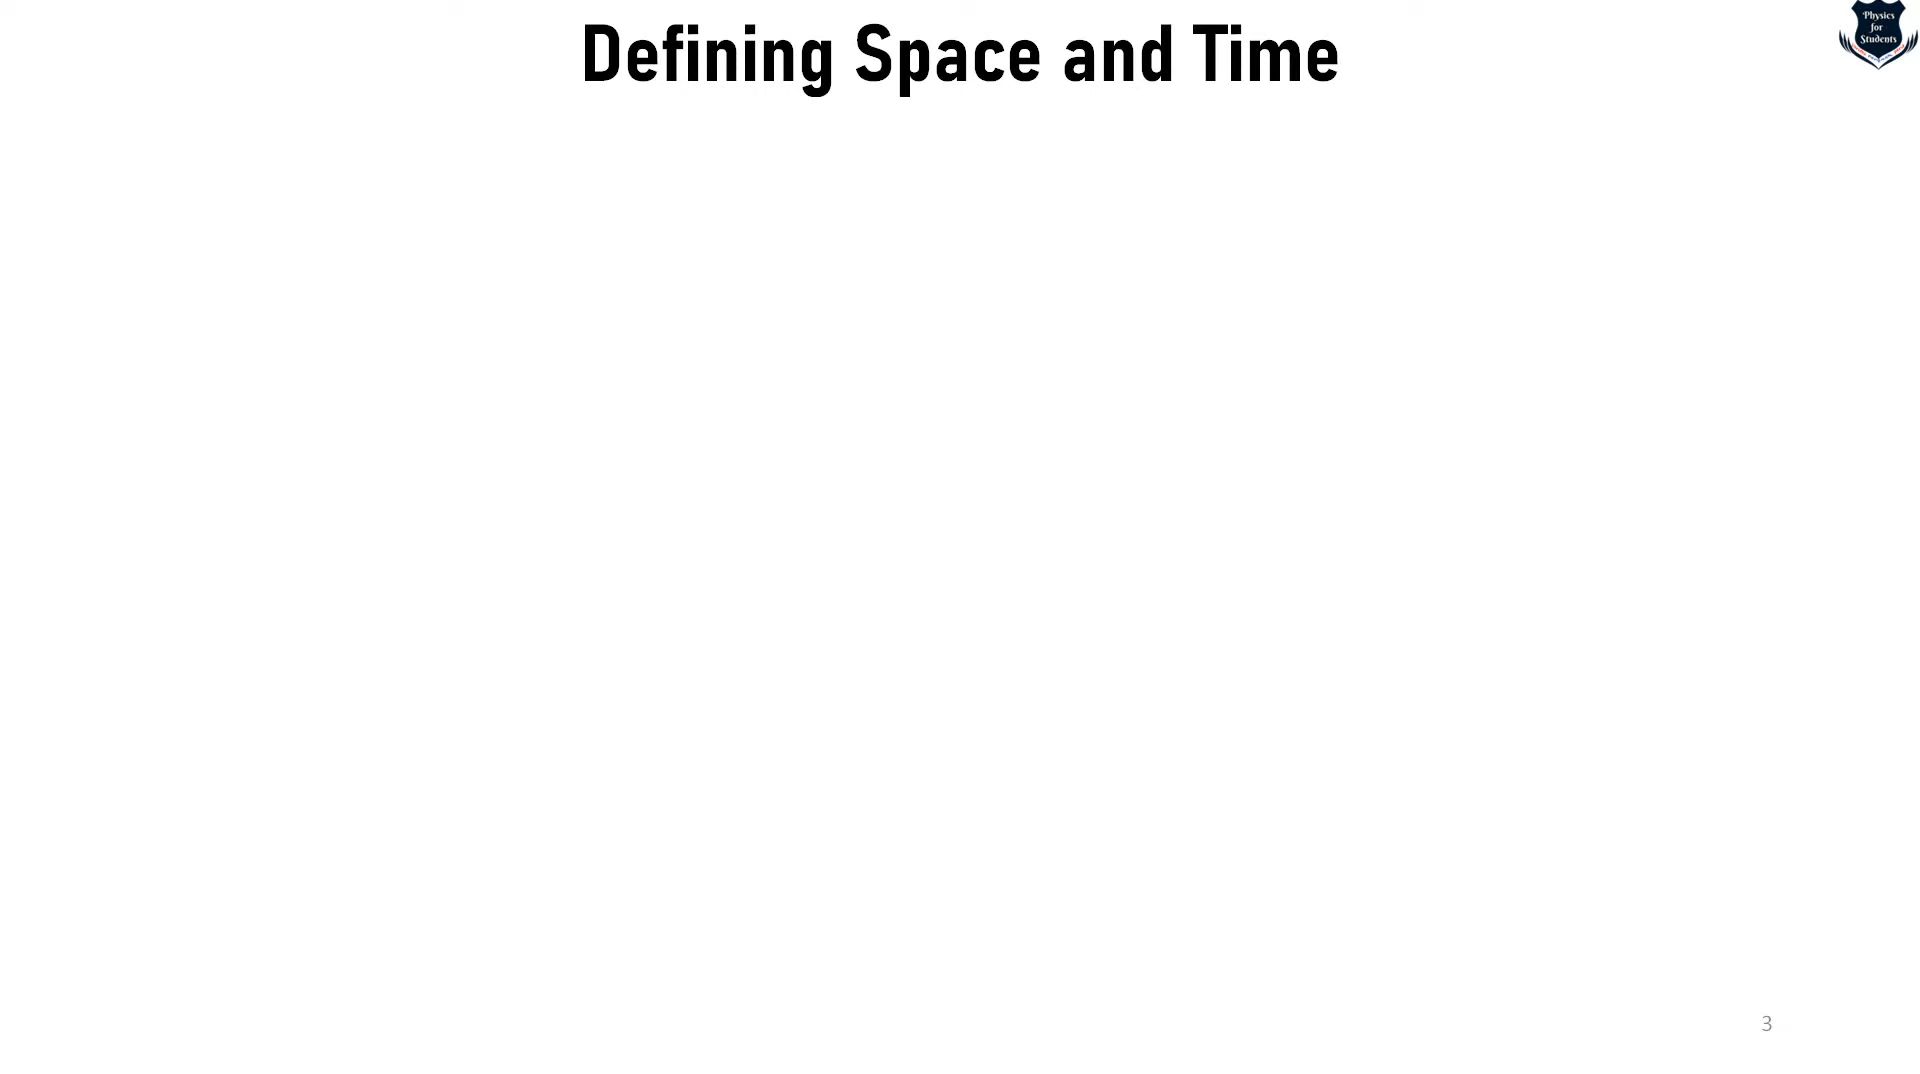 Defining Space and Time
Physics
for
Students
3